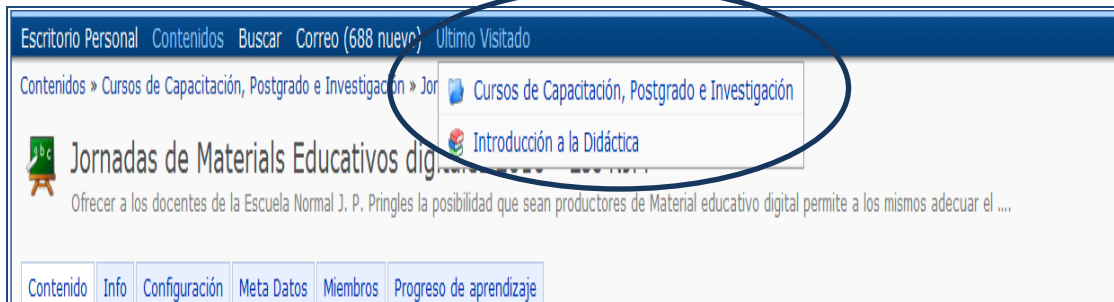 Escritorio Personal Contenidos Buscar Correo (688 nuevo) Último Visitado
Contenidos » Cursos de Capacitación, Postgrado e Investigación » Jor
Cursos de Capacitación, Postgrado e Investigación
Introducción a la Didáctica
Jornadas de Materials Educativos
Ofrecer a los docentes de la Escuela Normal J. P. Pringles la posibilidad que sean productores de Material educativo digital permite a los mismos adecuar el ....
Contenido Info Configuración Meta Datos Miembros Progreso de aprendizaje